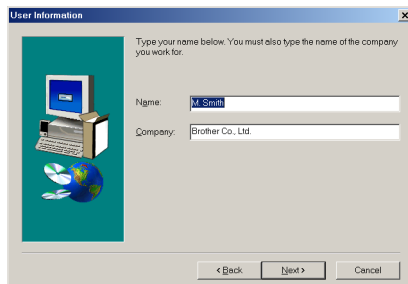 User Information
Type your name below. You must also type the name of the company
you work for.
Name: M. Smith
Company: Brother Co., Ltd.
< Back Next > Cancel